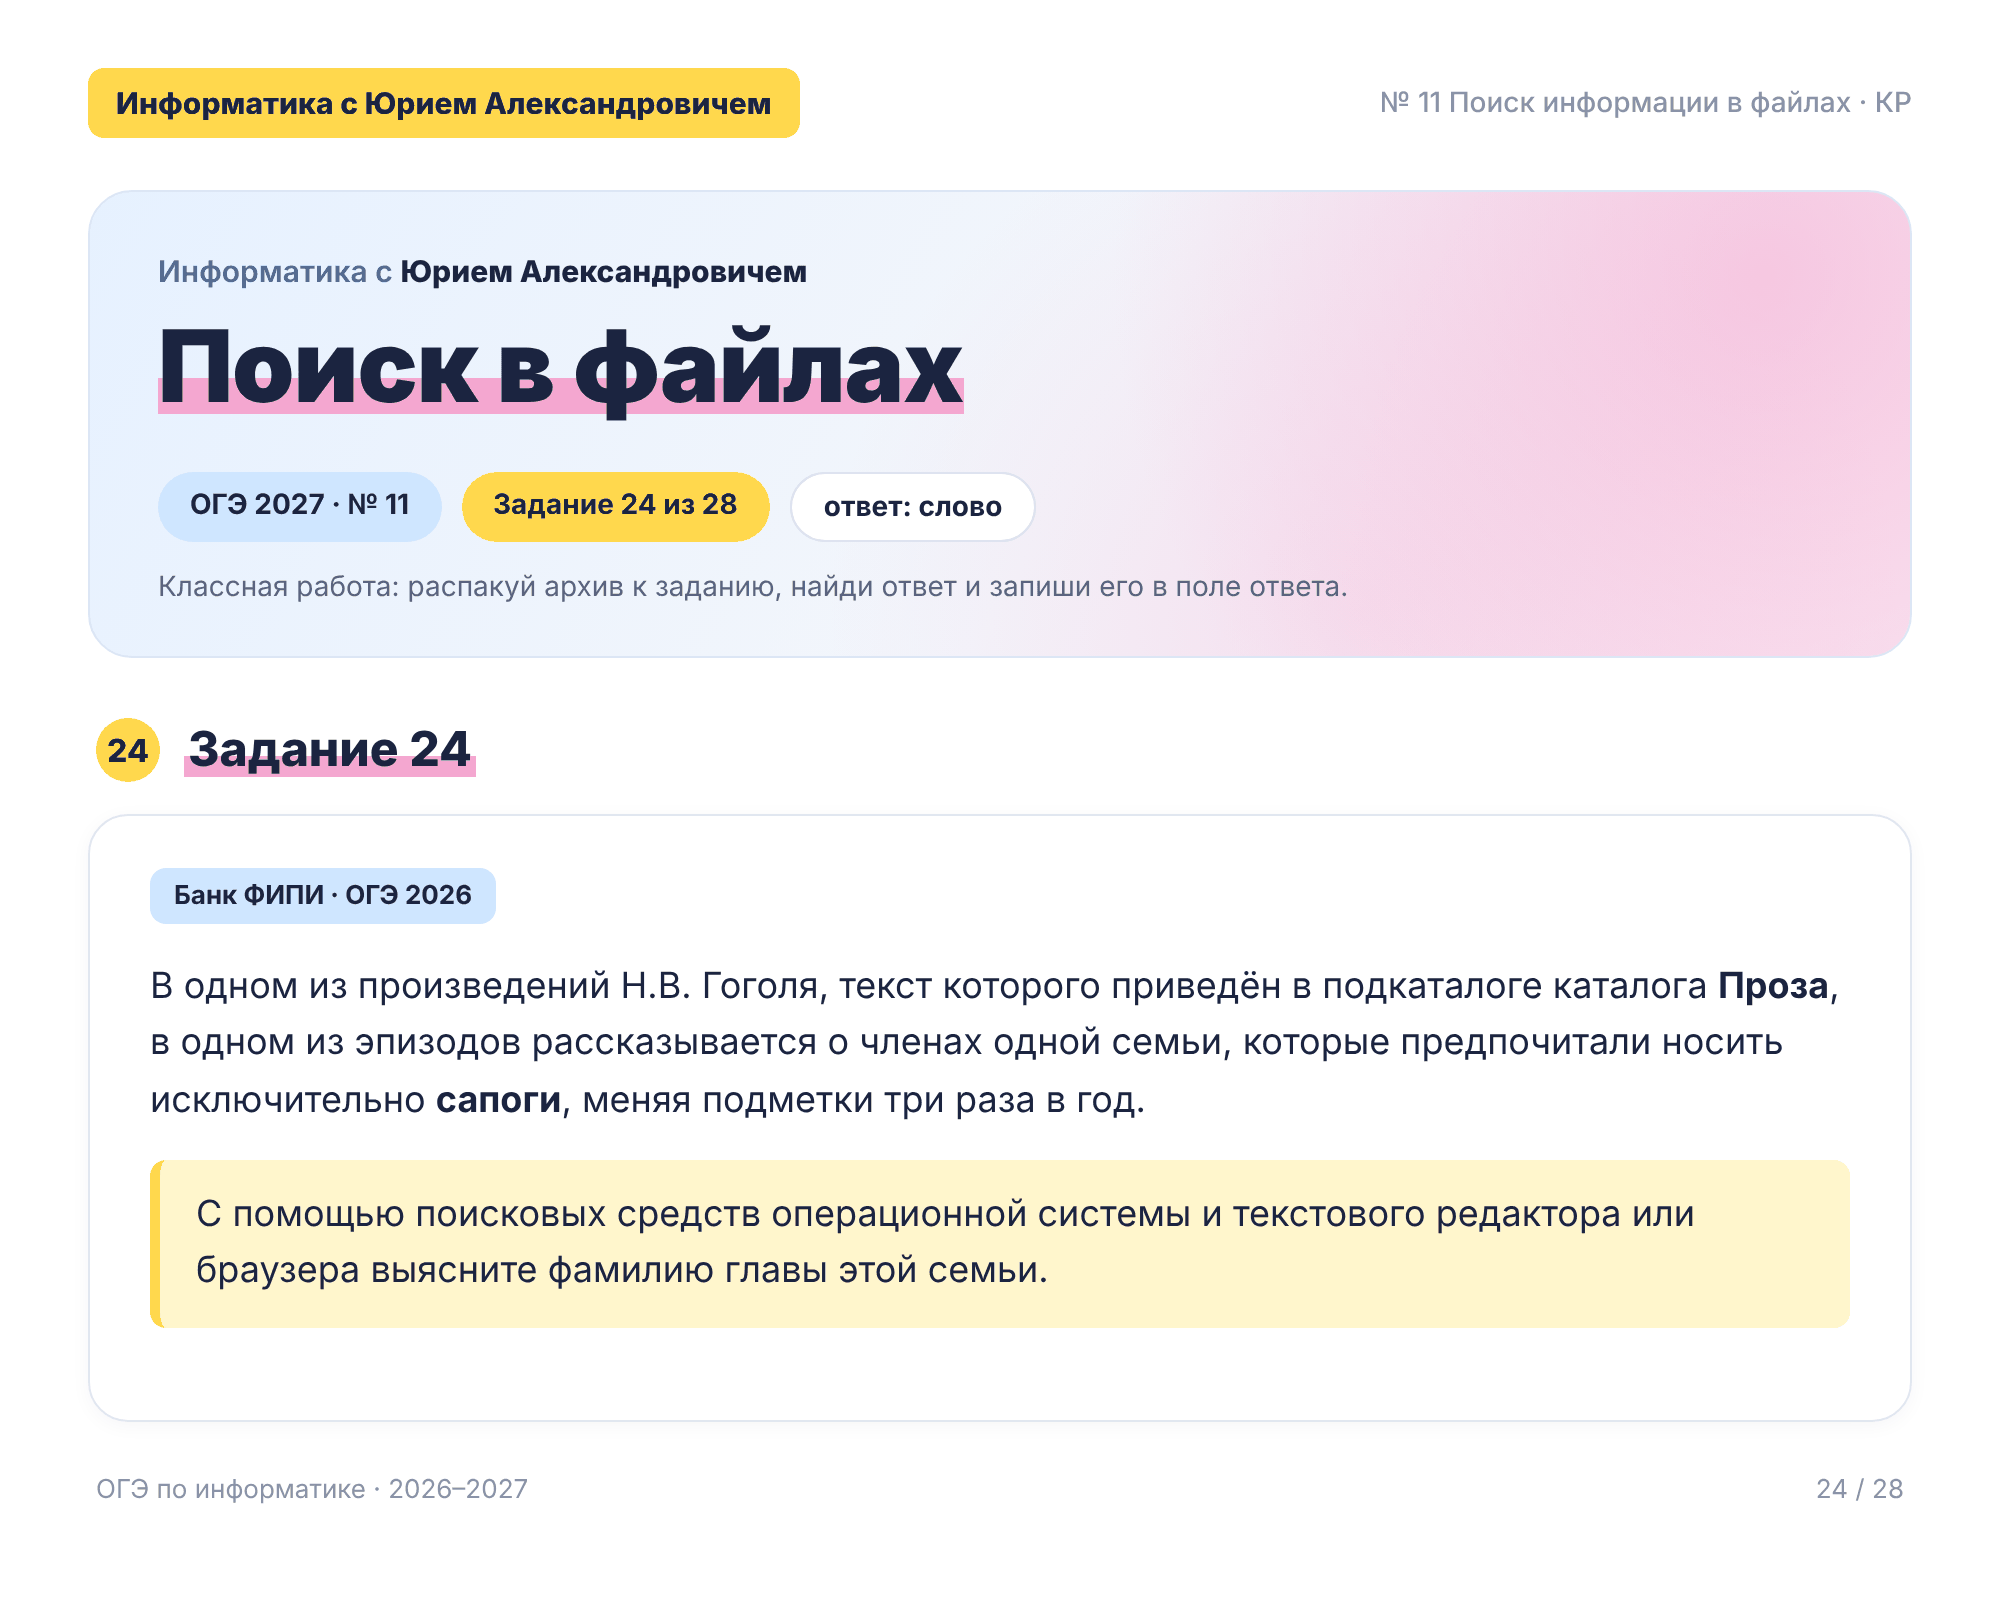 Информатика с Юрием Александровичем
№ 11 Поиск информации в файлах · КР
Информатика с Юрием Александровичем
Поиск в файлах
ОГЭ 2027 · № 11
Задание 24 из 28
ответ: слово
Классная работа: распакуй архив к заданию, найди ответ и запиши его в поле ответа.
24
Задание 24
Банк ФИПИ · ОГЭ 2026
В одном из произведений Н.В. Гоголя, текст которого приведён в подкаталоге каталога Проза,
в одном из эпизодов рассказывается о членах одной семьи, которые предпочитали носить
исключительно сапоги, меняя подметки три раза в год.
С помощью поисковых средств операционной системы и текстового редактора или
браузера выясните фамилию главы этой семьи.
ОГЭ по информатике · 2026–2027
24 / 28